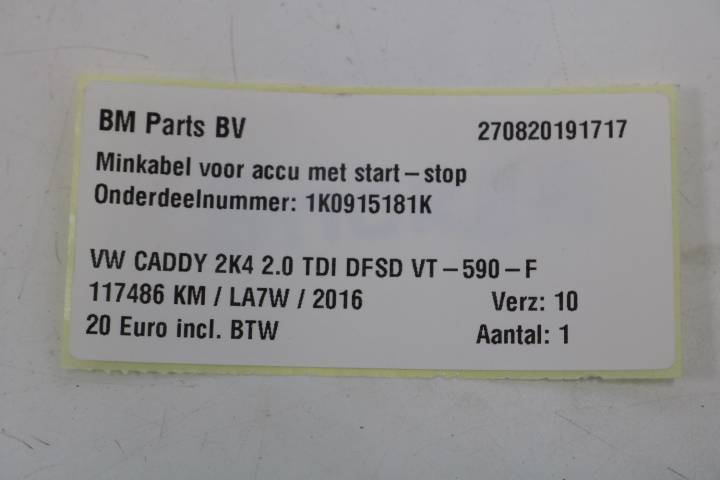 BM Parts BV 270820191717
Minkabel voor accu met start-stop
Onderdeelnummer: 1K0915181K
VW CADDY 2K4 2.0 TDI DFSD VT-590-F
117486 KM / LA7W / 2016 Verz: 10
20 Euro incl. BTW Aantal: 1